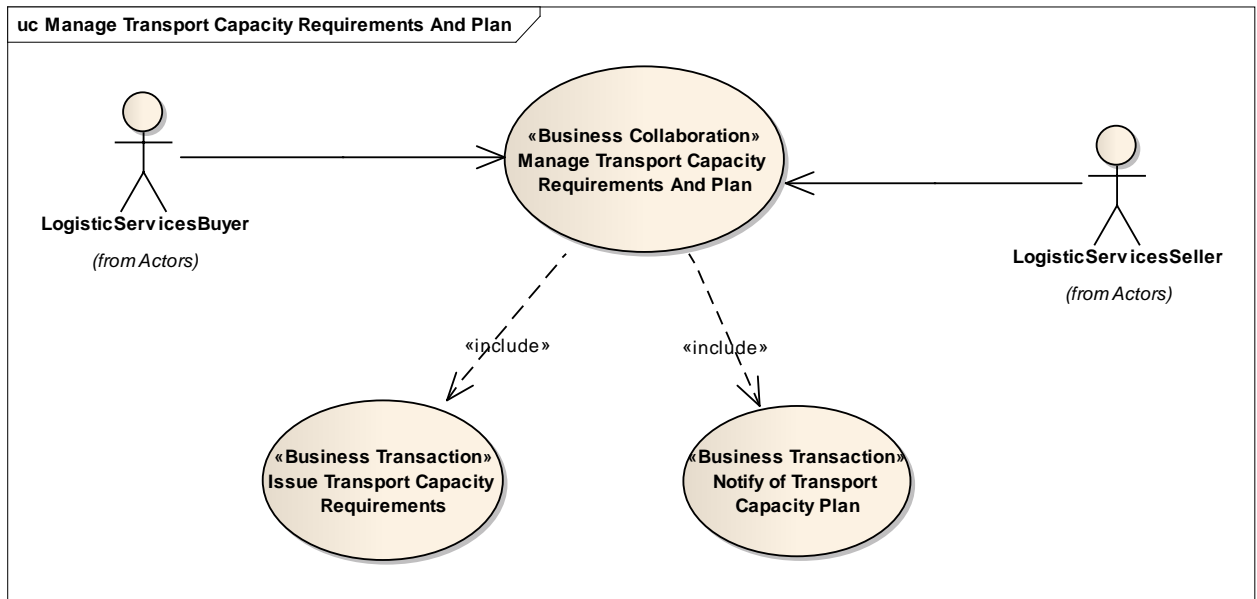 uc Manage Transport Capacity Requirements And Plan
«Business Collaboration»
Manage Transport Capacity
Requirements And Plan
LogisticServicesBuyer
(from Actors)
LogisticServicesSeller
(from Actors)
«include»
«include»
«Business Transaction»
Issue Transport Capacity
Requirements
«Business Transaction»
Notify of Transport
Capacity Plan